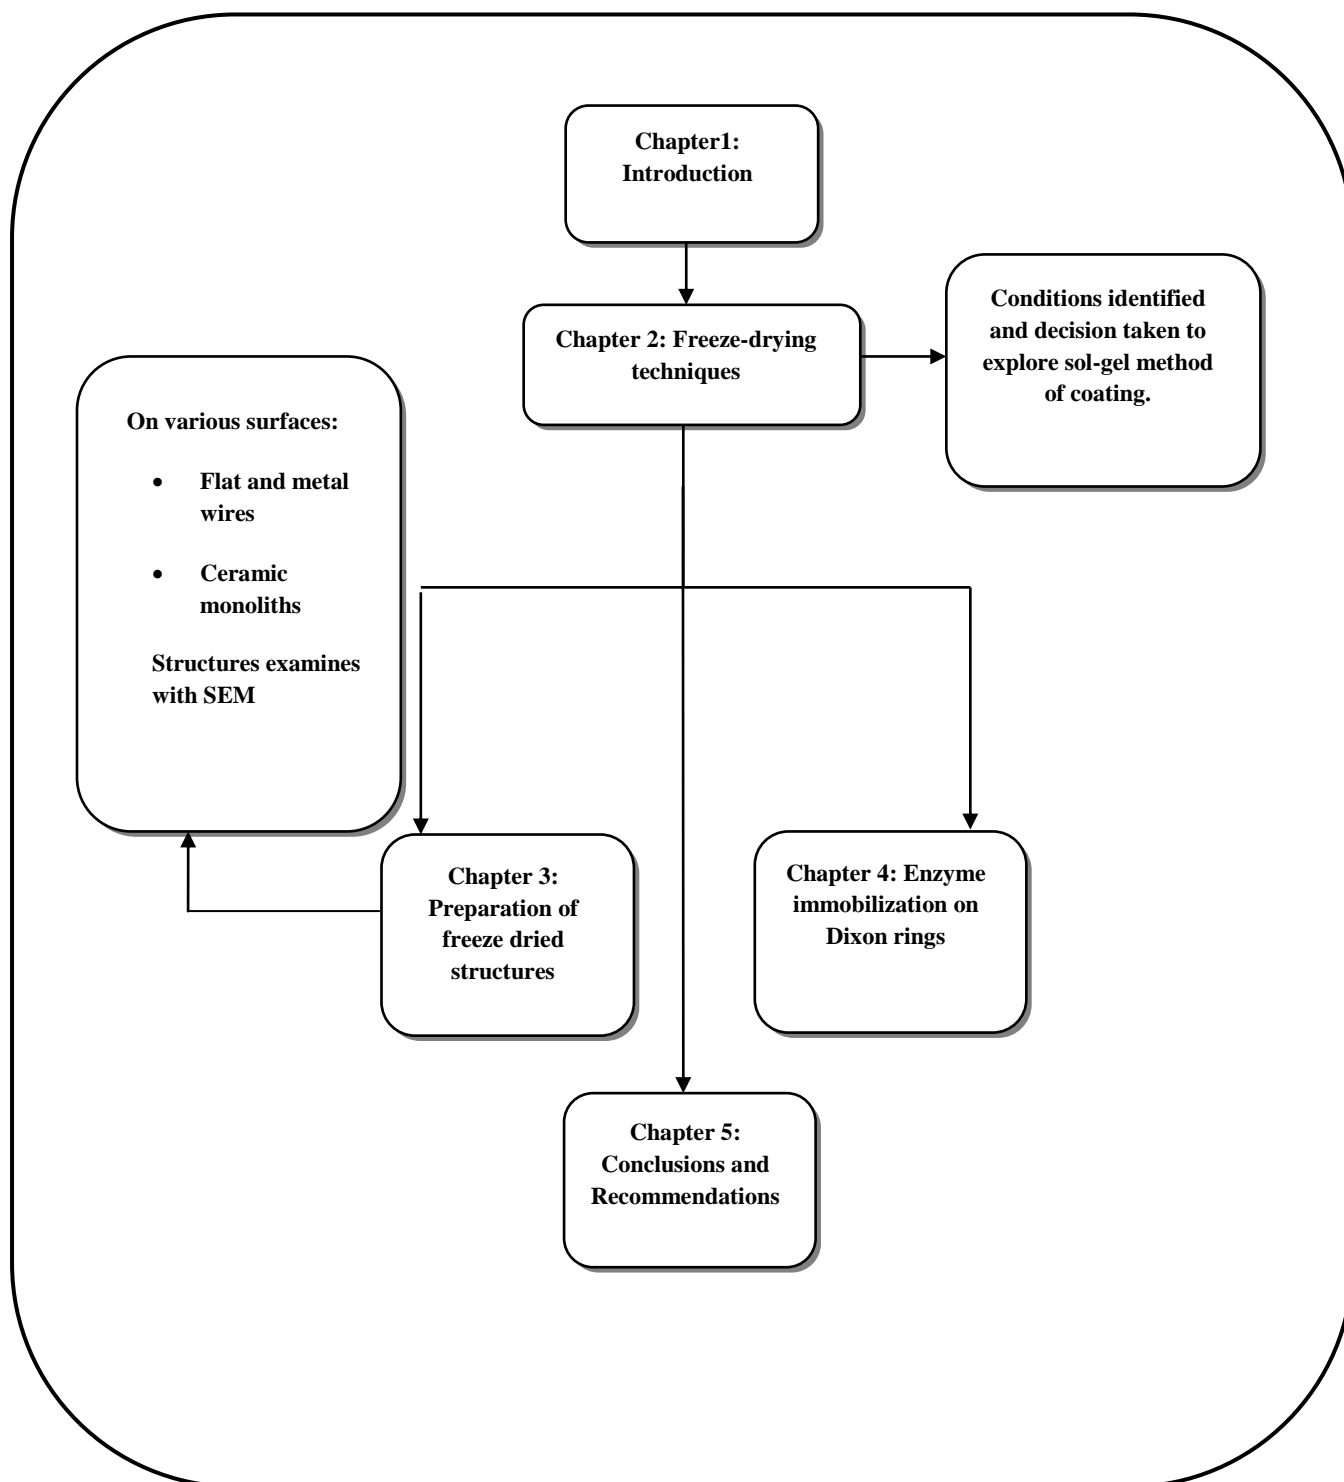 Chapter1:
Introduction
Chapter 2: Freeze-drying
techniques
Conditions identified
and decision taken to
explore sol-gel method
of coating.
On various surfaces:
• Flat and metal
wires
• Ceramic
monoliths
Structures examines
with SEM
Chapter 3:
Preparation of
freeze dried
structures
Chapter 4: Enzyme
immobilization on
Dixon rings
Chapter 5:
Conclusions and
Recommendations